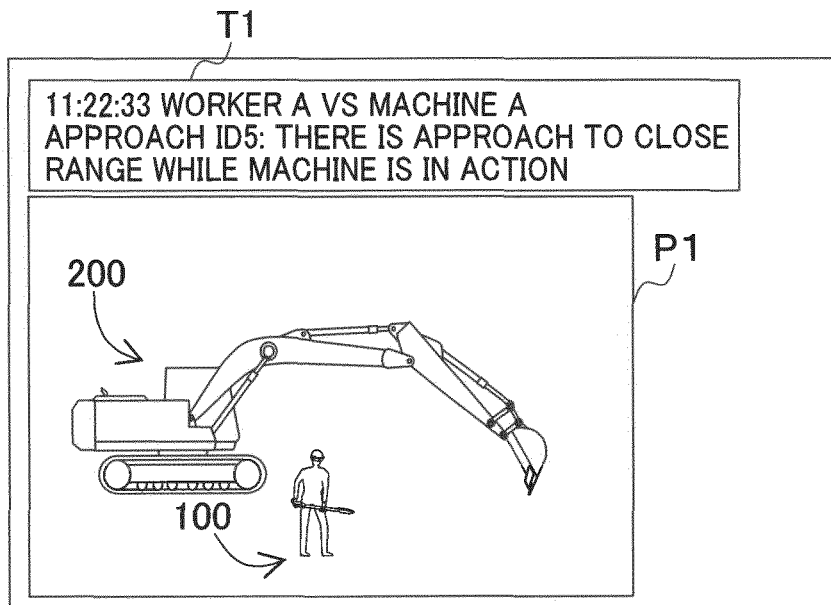 T1
11:22:33 WORKER A VS MACHINE A
APPROACH ID5: THERE IS APPROACH TO CLOSE
RANGE WHILE MACHINE IS IN ACTION
P1
200
100